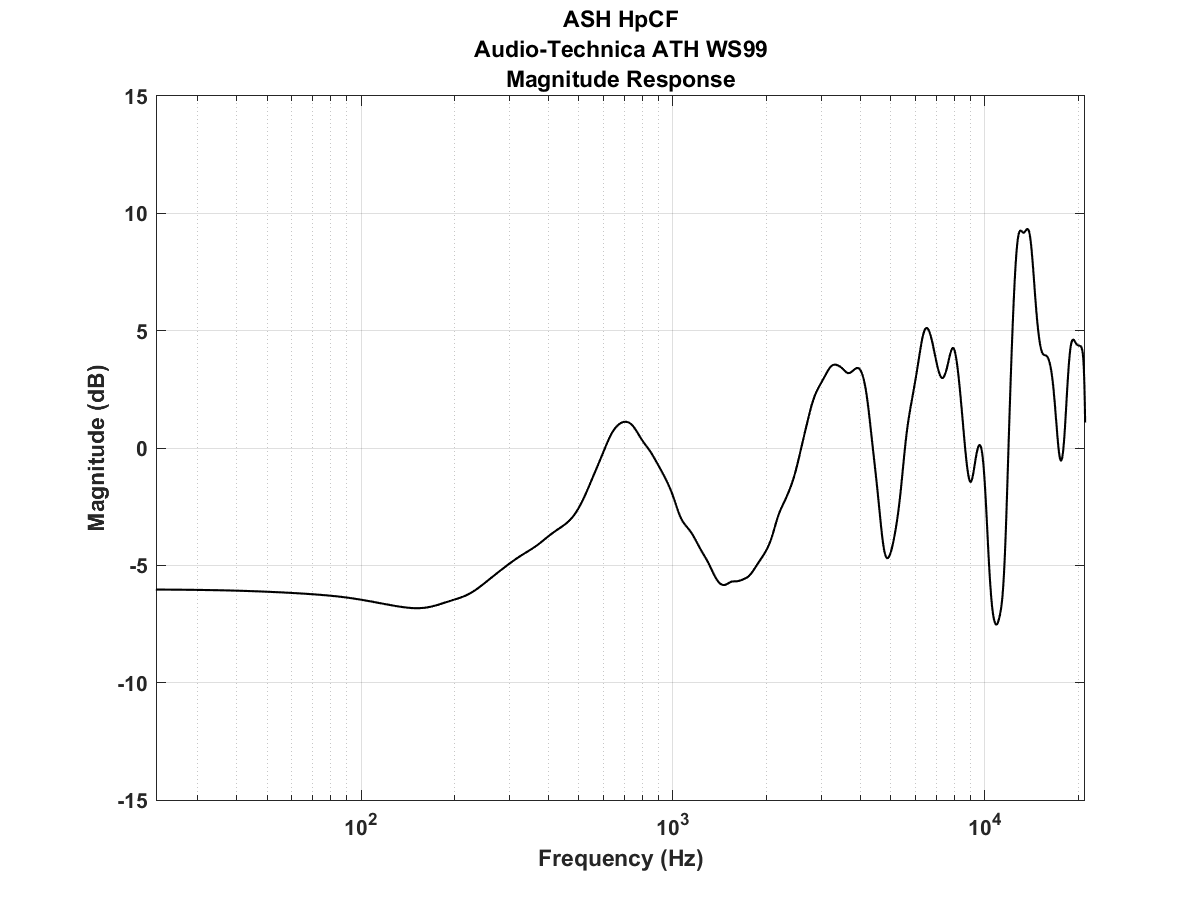 ASH HpCF
Audio-Technica ATH WS99
Magnitude Response
15
10
5
0
-5
-10
-15
Magnitude (dB)
10²
10³
10⁴
Frequency (Hz)